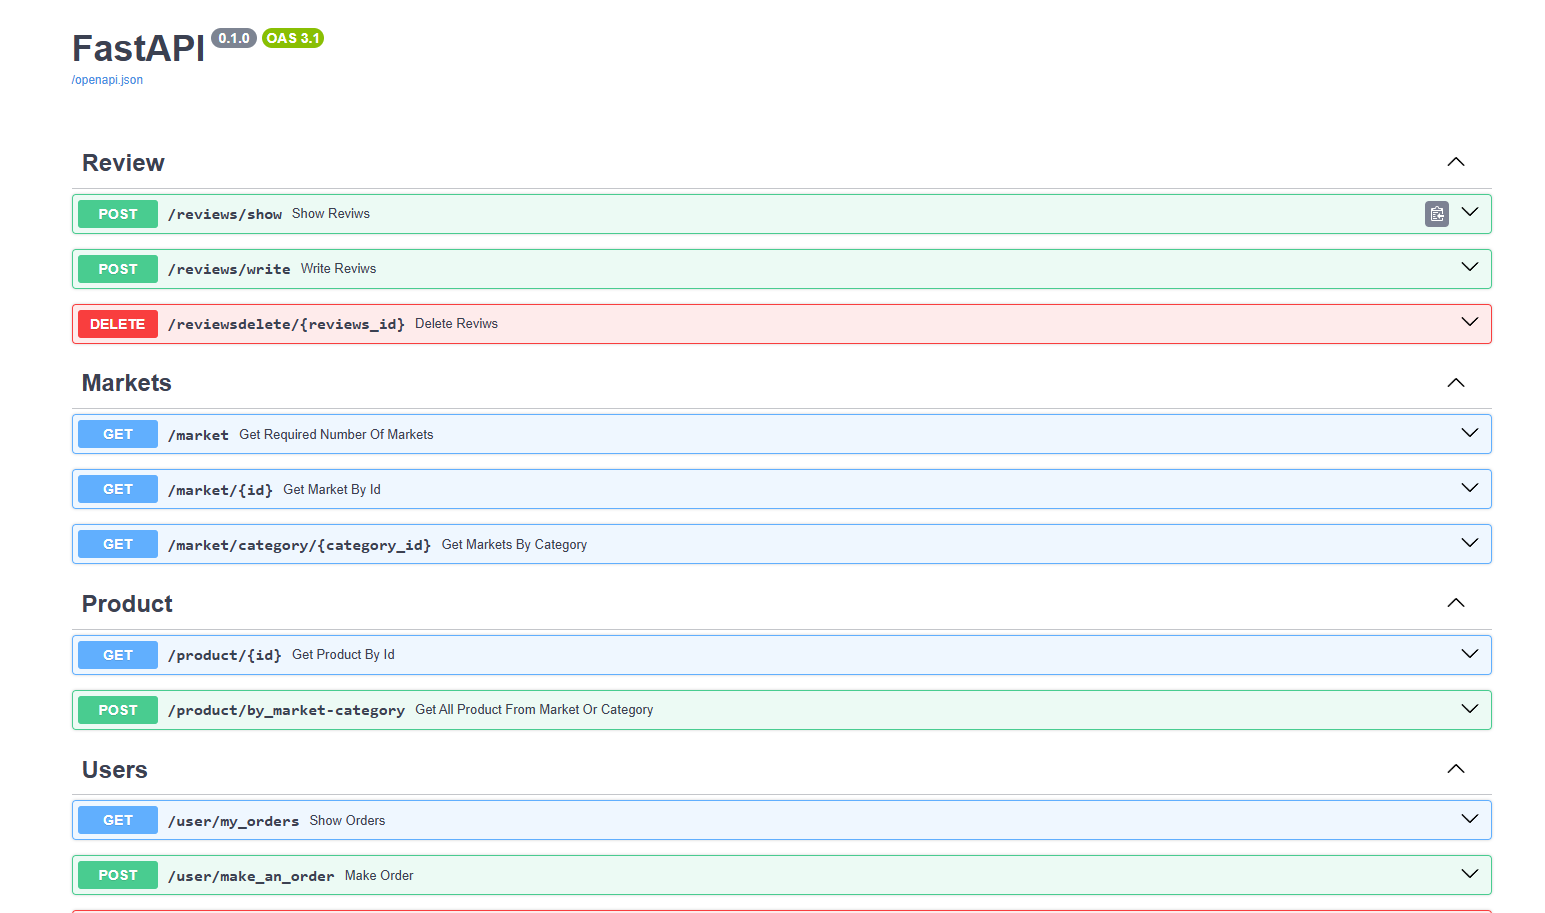 FastAPI 0.1.0 OAS 3.1
/openapi.json
Review
POST /reviews/show Show Reviws
POST /reviews/write Write Reviws
DELETE /reviewsdelete/{reviews_id} Delete Reviws
Markets
GET /market Get Required Number Of Markets
GET /market/{id} Get Market By Id
GET /market/category/{category_id} Get Markets By Category
Product
GET /product/{id} Get Product By Id
POST /product/by_market-category Get All Product From Market Or Category
Users
GET /user/my_orders Show Orders
POST /user/make_an_order Make Order